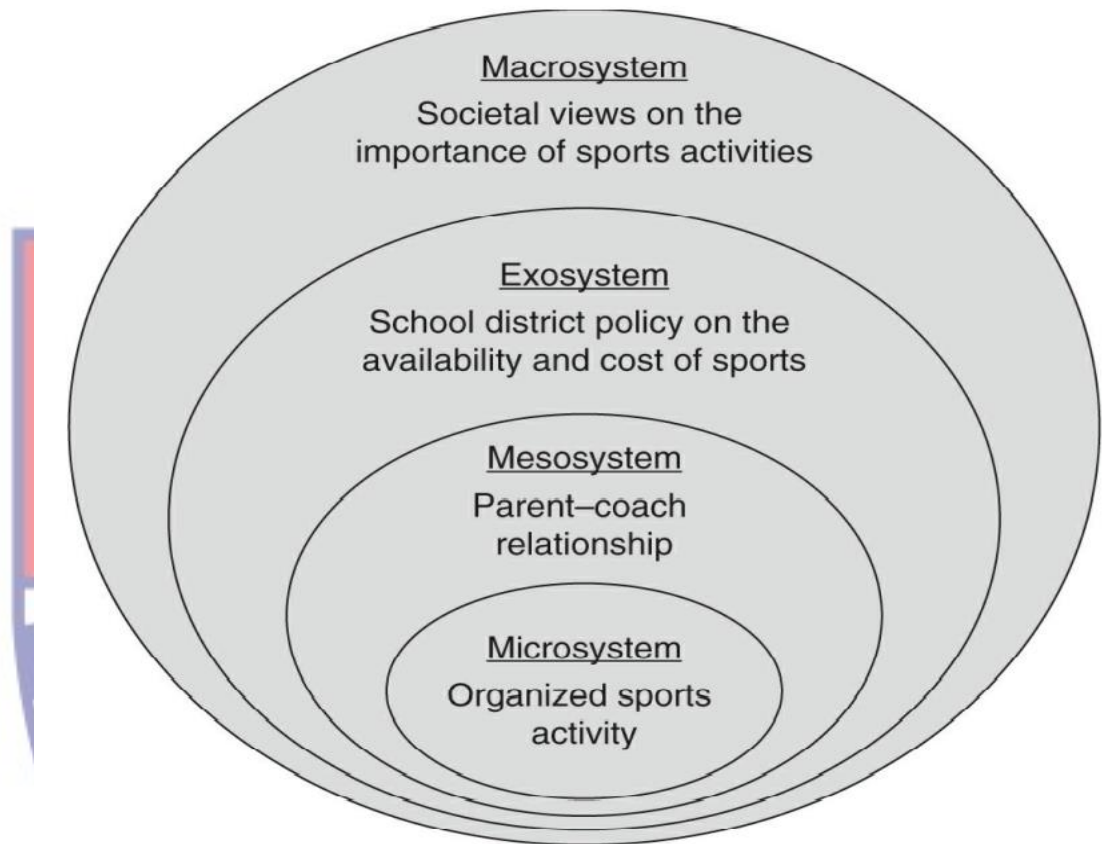 Macrosystem
Societal views on the
importance of sports activities
Exosystem
School district policy on the
availability and cost of sports
Mesosystem
Parent–coach
relationship
Microsystem
Organized sports
activity